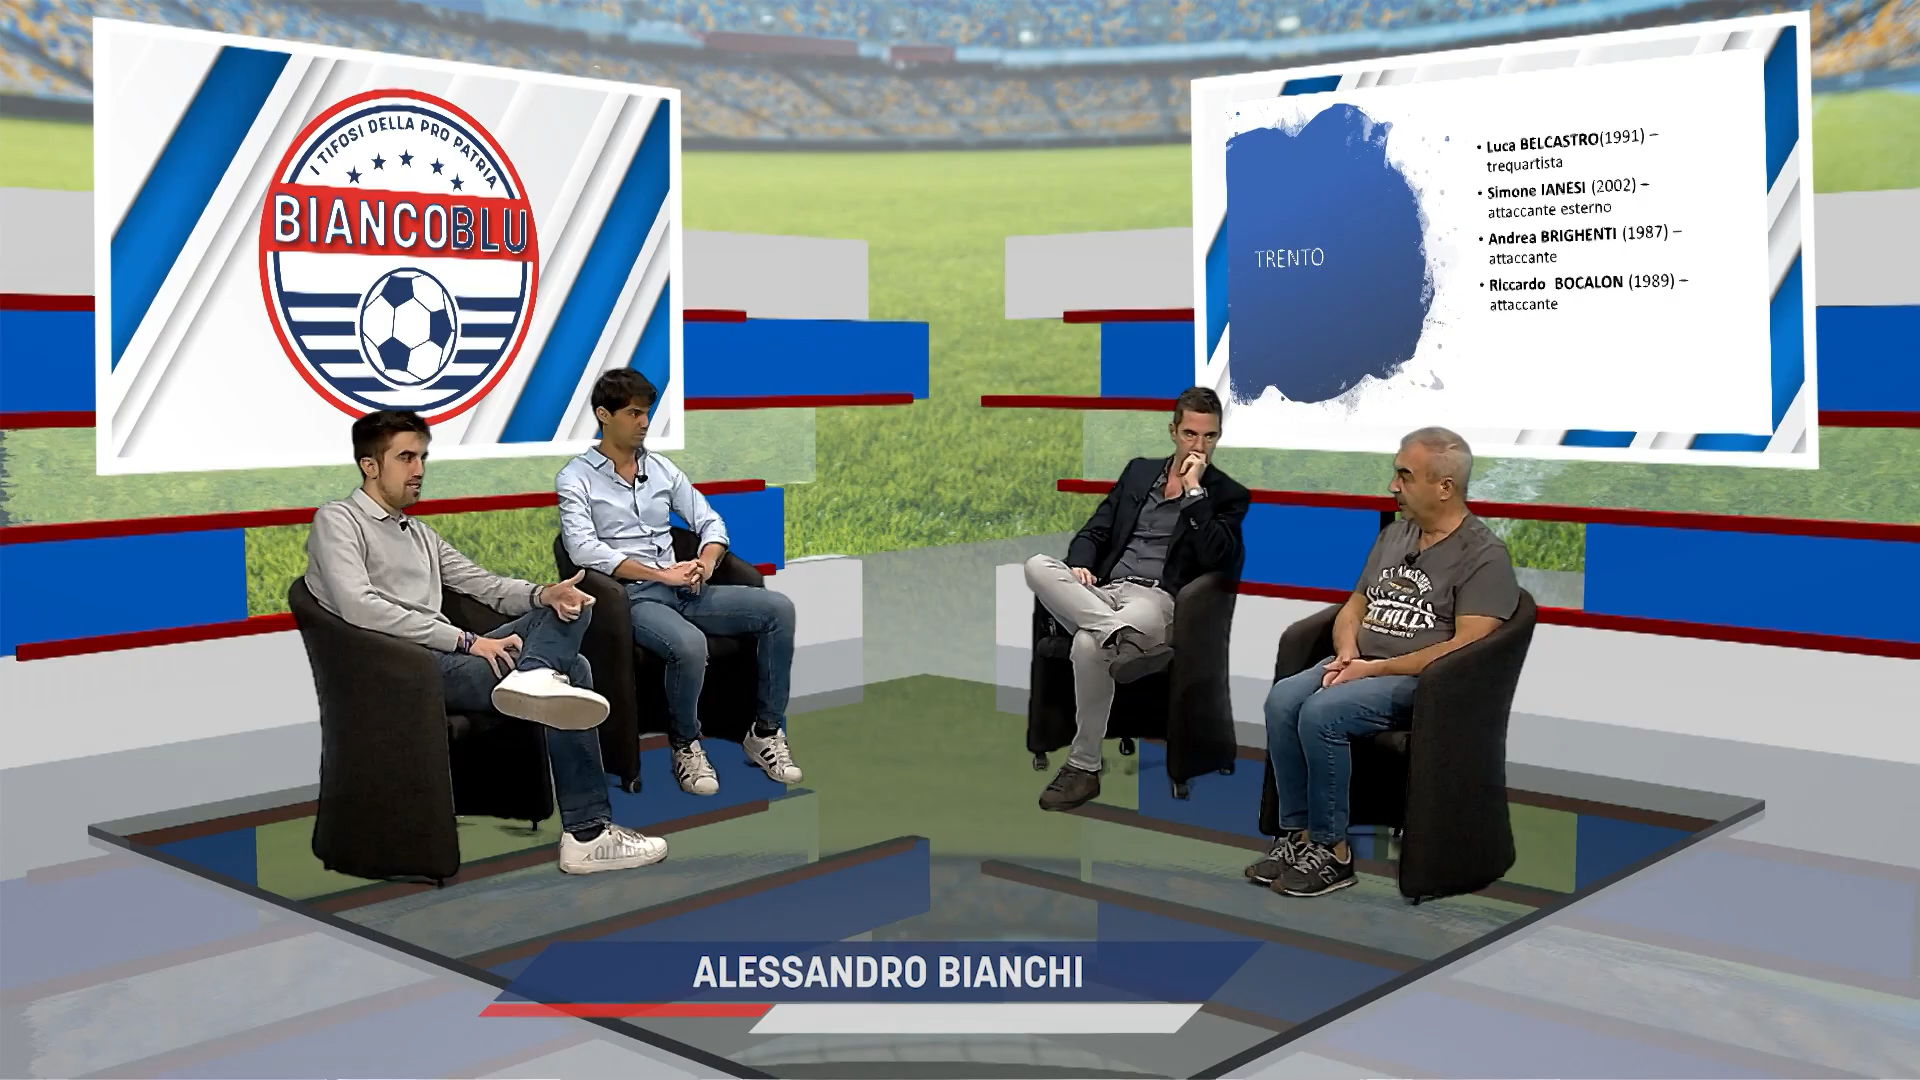 I TIFOSI DELLA PRO PATRIA
BIANCOBLU
TRENTO
• Luca BELCASTRO(1991) –
trequartista
• Simone IANESI (2002) –
attaccante esterno
• Andrea BRIGHENTI (1987) –
attaccante
• Riccardo BOCALON (1989) –
attaccante
ALESSANDRO BIANCHI